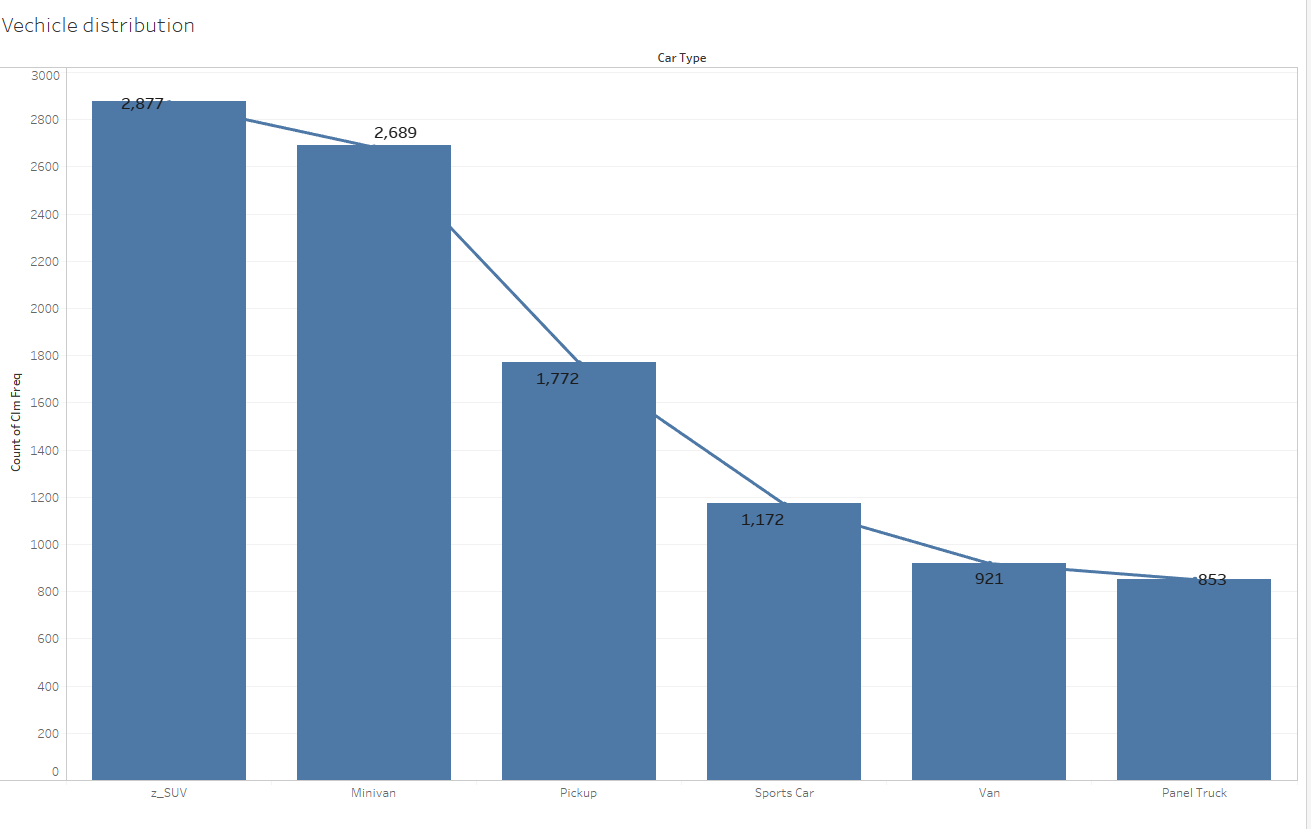 Vechicle distribution
Car Type
3000
2800
2600
2400
2200
2000
1800
1600
1400
1200
1000
800
600
400
200
0
Count of Clm Freq
2,877
2,689
1,772
1,172
921
853
z_SUV
Minivan
Pickup
Sports Car
Van
Panel Truck